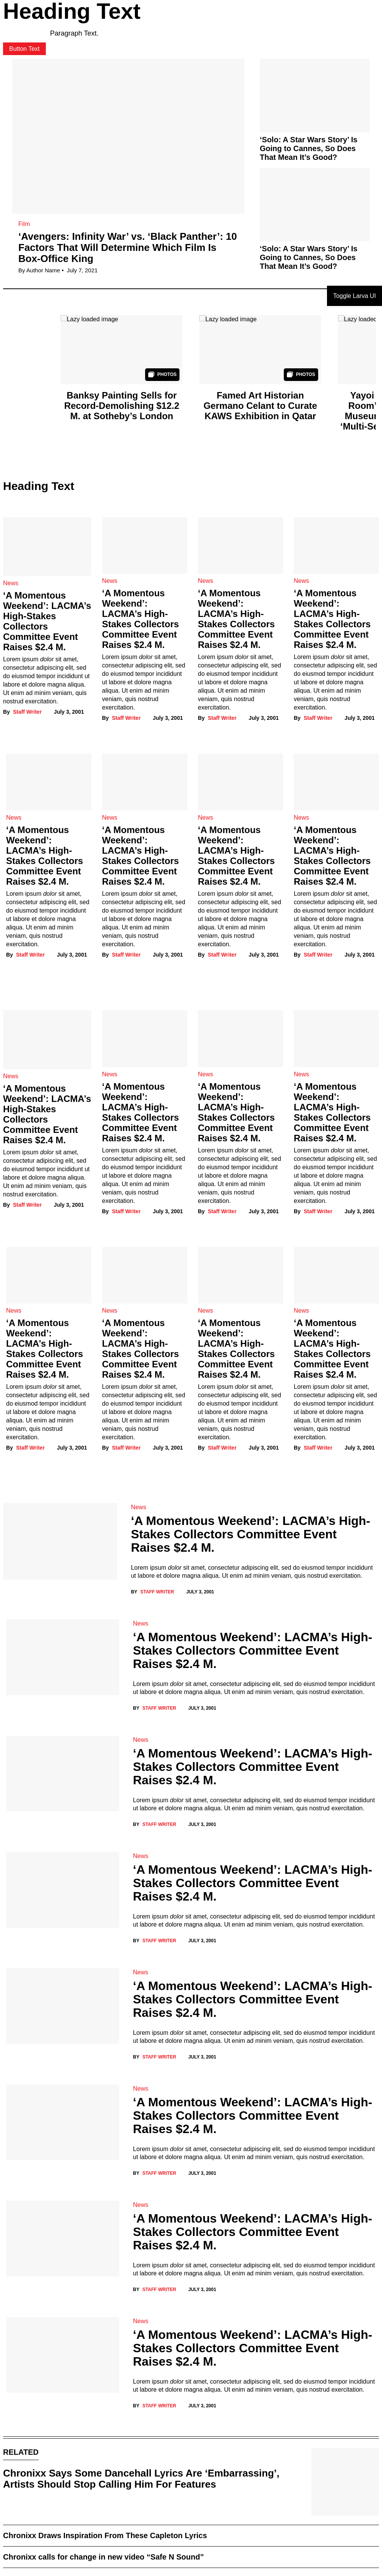 Heading Text
Paragraph Text.
Button Text
Film
‘Avengers: Infinity War’ vs. ‘Black Panther’: 10
Factors That Will Determine Which Film Is
Box-Office King
By Author Name • July 7, 2021
‘Solo: A Star Wars Story’ Is
Going to Cannes, So Does
That Mean It’s Good?
‘Solo: A Star Wars Story’ Is
Going to Cannes, So Does
That Mean It’s Good?
Toggle Larva UI
Lazy loaded image
PHOTOS
Banksy Painting Sells for
Record-Demolishing $12.2
M. at Sotheby’s London
Lazy loaded image
PHOTOS
Famed Art Historian
Germano Celant to Curate
KAWS Exhibition in Qatar
Lazy loaded
Yayoi
Room’
Museum
‘Multi-Se
Heading Text
News
‘A Momentous
Weekend’: LACMA’s
High-Stakes
Collectors
Committee Event
Raises $2.4 M.
Lorem ipsum dolor sit amet,
consectetur adipiscing elit, sed
do eiusmod tempor incididunt ut
labore et dolore magna aliqua.
Ut enim ad minim veniam, quis
nostrud exercitation.
By Staff Writer July 3, 2001
News
‘A Momentous
Weekend’:
LACMA’s High-
Stakes Collectors
Committee Event
Raises $2.4 M.
Lorem ipsum dolor sit amet,
consectetur adipiscing elit, sed
do eiusmod tempor incididunt
ut labore et dolore magna
aliqua. Ut enim ad minim
veniam, quis nostrud
exercitation.
By Staff Writer July 3, 2001
News
‘A Momentous
Weekend’:
LACMA’s High-
Stakes Collectors
Committee Event
Raises $2.4 M.
Lorem ipsum dolor sit amet,
consectetur adipiscing elit, sed
do eiusmod tempor incididunt
ut labore et dolore magna
aliqua. Ut enim ad minim
veniam, quis nostrud
exercitation.
By Staff Writer July 3, 2001
News
‘A Momentous
Weekend’:
LACMA’s High-
Stakes Collectors
Committee Event
Raises $2.4 M.
Lorem ipsum dolor sit amet,
consectetur adipiscing elit, sed
do eiusmod tempor incididunt
ut labore et dolore magna
aliqua. Ut enim ad minim
veniam, quis nostrud
exercitation.
By Staff Writer July 3, 2001
News
‘A Momentous
Weekend’:
LACMA’s High-
Stakes Collectors
Committee Event
Raises $2.4 M.
Lorem ipsum dolor sit amet,
consectetur adipiscing elit, sed
do eiusmod tempor incididunt
ut labore et dolore magna
aliqua. Ut enim ad minim
veniam, quis nostrud
exercitation.
By Staff Writer July 3, 2001
News
‘A Momentous
Weekend’:
LACMA’s High-
Stakes Collectors
Committee Event
Raises $2.4 M.
Lorem ipsum dolor sit amet,
consectetur adipiscing elit, sed
do eiusmod tempor incididunt
ut labore et dolore magna
aliqua. Ut enim ad minim
veniam, quis nostrud
exercitation.
By Staff Writer July 3, 2001
News
‘A Momentous
Weekend’:
LACMA’s High-
Stakes Collectors
Committee Event
Raises $2.4 M.
Lorem ipsum dolor sit amet,
consectetur adipiscing elit, sed
do eiusmod tempor incididunt
ut labore et dolore magna
aliqua. Ut enim ad minim
veniam, quis nostrud
exercitation.
By Staff Writer July 3, 2001
News
‘A Momentous
Weekend’:
LACMA’s High-
Stakes Collectors
Committee Event
Raises $2.4 M.
Lorem ipsum dolor sit amet,
consectetur adipiscing elit, sed
do eiusmod tempor incididunt
ut labore et dolore magna
aliqua. Ut enim ad minim
veniam, quis nostrud
exercitation.
By Staff Writer July 3, 2001
News
‘A Momentous
Weekend’: LACMA’s
High-Stakes
Collectors
Committee Event
Raises $2.4 M.
Lorem ipsum dolor sit amet,
consectetur adipiscing elit, sed
do eiusmod tempor incididunt ut
labore et dolore magna aliqua.
Ut enim ad minim veniam, quis
nostrud exercitation.
By Staff Writer July 3, 2001
News
‘A Momentous
Weekend’:
LACMA’s High-
Stakes Collectors
Committee Event
Raises $2.4 M.
Lorem ipsum dolor sit amet,
consectetur adipiscing elit, sed
do eiusmod tempor incididunt
ut labore et dolore magna
aliqua. Ut enim ad minim
veniam, quis nostrud
exercitation.
By Staff Writer July 3, 2001
News
‘A Momentous
Weekend’:
LACMA’s High-
Stakes Collectors
Committee Event
Raises $2.4 M.
Lorem ipsum dolor sit amet,
consectetur adipiscing elit, sed
do eiusmod tempor incididunt
ut labore et dolore magna
aliqua. Ut enim ad minim
veniam, quis nostrud
exercitation.
By Staff Writer July 3, 2001
News
‘A Momentous
Weekend’:
LACMA’s High-
Stakes Collectors
Committee Event
Raises $2.4 M.
Lorem ipsum dolor sit amet,
consectetur adipiscing elit, sed
do eiusmod tempor incididunt
ut labore et dolore magna
aliqua. Ut enim ad minim
veniam, quis nostrud
exercitation.
By Staff Writer July 3, 2001
News
‘A Momentous
Weekend’:
LACMA’s High-
Stakes Collectors
Committee Event
Raises $2.4 M.
Lorem ipsum dolor sit amet,
consectetur adipiscing elit, sed
do eiusmod tempor incididunt
ut labore et dolore magna
aliqua. Ut enim ad minim
veniam, quis nostrud
exercitation.
By Staff Writer July 3, 2001
News
‘A Momentous
Weekend’:
LACMA’s High-
Stakes Collectors
Committee Event
Raises $2.4 M.
Lorem ipsum dolor sit amet,
consectetur adipiscing elit, sed
do eiusmod tempor incididunt
ut labore et dolore magna
aliqua. Ut enim ad minim
veniam, quis nostrud
exercitation.
By Staff Writer July 3, 2001
News
‘A Momentous
Weekend’:
LACMA’s High-
Stakes Collectors
Committee Event
Raises $2.4 M.
Lorem ipsum dolor sit amet,
consectetur adipiscing elit, sed
do eiusmod tempor incididunt
ut labore et dolore magna
aliqua. Ut enim ad minim
veniam, quis nostrud
exercitation.
By Staff Writer July 3, 2001
News
‘A Momentous
Weekend’:
LACMA’s High-
Stakes Collectors
Committee Event
Raises $2.4 M.
Lorem ipsum dolor sit amet,
consectetur adipiscing elit, sed
do eiusmod tempor incididunt
ut labore et dolore magna
aliqua. Ut enim ad minim
veniam, quis nostrud
exercitation.
By Staff Writer July 3, 2001
News
‘A Momentous Weekend’: LACMA’s High-
Stakes Collectors Committee Event
Raises $2.4 M.
Lorem ipsum dolor sit amet, consectetur adipiscing elit, sed do eiusmod tempor incididunt
ut labore et dolore magna aliqua. Ut enim ad minim veniam, quis nostrud exercitation.
BY STAFF WRITER JULY 3, 2001
News
‘A Momentous Weekend’: LACMA’s High-
Stakes Collectors Committee Event
Raises $2.4 M.
Lorem ipsum dolor sit amet, consectetur adipiscing elit, sed do eiusmod tempor incididunt
ut labore et dolore magna aliqua. Ut enim ad minim veniam, quis nostrud exercitation.
BY STAFF WRITER JULY 3, 2001
News
‘A Momentous Weekend’: LACMA’s High-
Stakes Collectors Committee Event
Raises $2.4 M.
Lorem ipsum dolor sit amet, consectetur adipiscing elit, sed do eiusmod tempor incididunt
ut labore et dolore magna aliqua. Ut enim ad minim veniam, quis nostrud exercitation.
BY STAFF WRITER JULY 3, 2001
News
‘A Momentous Weekend’: LACMA’s High-
Stakes Collectors Committee Event
Raises $2.4 M.
Lorem ipsum dolor sit amet, consectetur adipiscing elit, sed do eiusmod tempor incididunt
ut labore et dolore magna aliqua. Ut enim ad minim veniam, quis nostrud exercitation.
BY STAFF WRITER JULY 3, 2001
News
‘A Momentous Weekend’: LACMA’s High-
Stakes Collectors Committee Event
Raises $2.4 M.
Lorem ipsum dolor sit amet, consectetur adipiscing elit, sed do eiusmod tempor incididunt
ut labore et dolore magna aliqua. Ut enim ad minim veniam, quis nostrud exercitation.
BY STAFF WRITER JULY 3, 2001
News
‘A Momentous Weekend’: LACMA’s High-
Stakes Collectors Committee Event
Raises $2.4 M.
Lorem ipsum dolor sit amet, consectetur adipiscing elit, sed do eiusmod tempor incididunt
ut labore et dolore magna aliqua. Ut enim ad minim veniam, quis nostrud exercitation.
BY STAFF WRITER JULY 3, 2001
News
‘A Momentous Weekend’: LACMA’s High-
Stakes Collectors Committee Event
Raises $2.4 M.
Lorem ipsum dolor sit amet, consectetur adipiscing elit, sed do eiusmod tempor incididunt
ut labore et dolore magna aliqua. Ut enim ad minim veniam, quis nostrud exercitation.
BY STAFF WRITER JULY 3, 2001
News
‘A Momentous Weekend’: LACMA’s High-
Stakes Collectors Committee Event
Raises $2.4 M.
Lorem ipsum dolor sit amet, consectetur adipiscing elit, sed do eiusmod tempor incididunt
ut labore et dolore magna aliqua. Ut enim ad minim veniam, quis nostrud exercitation.
BY STAFF WRITER JULY 3, 2001
RELATED
Chronixx Says Some Dancehall Lyrics Are ‘Embarrassing’,
Artists Should Stop Calling Him For Features
Chronixx Draws Inspiration From These Capleton Lyrics
Chronixx calls for change in new video “Safe N Sound”